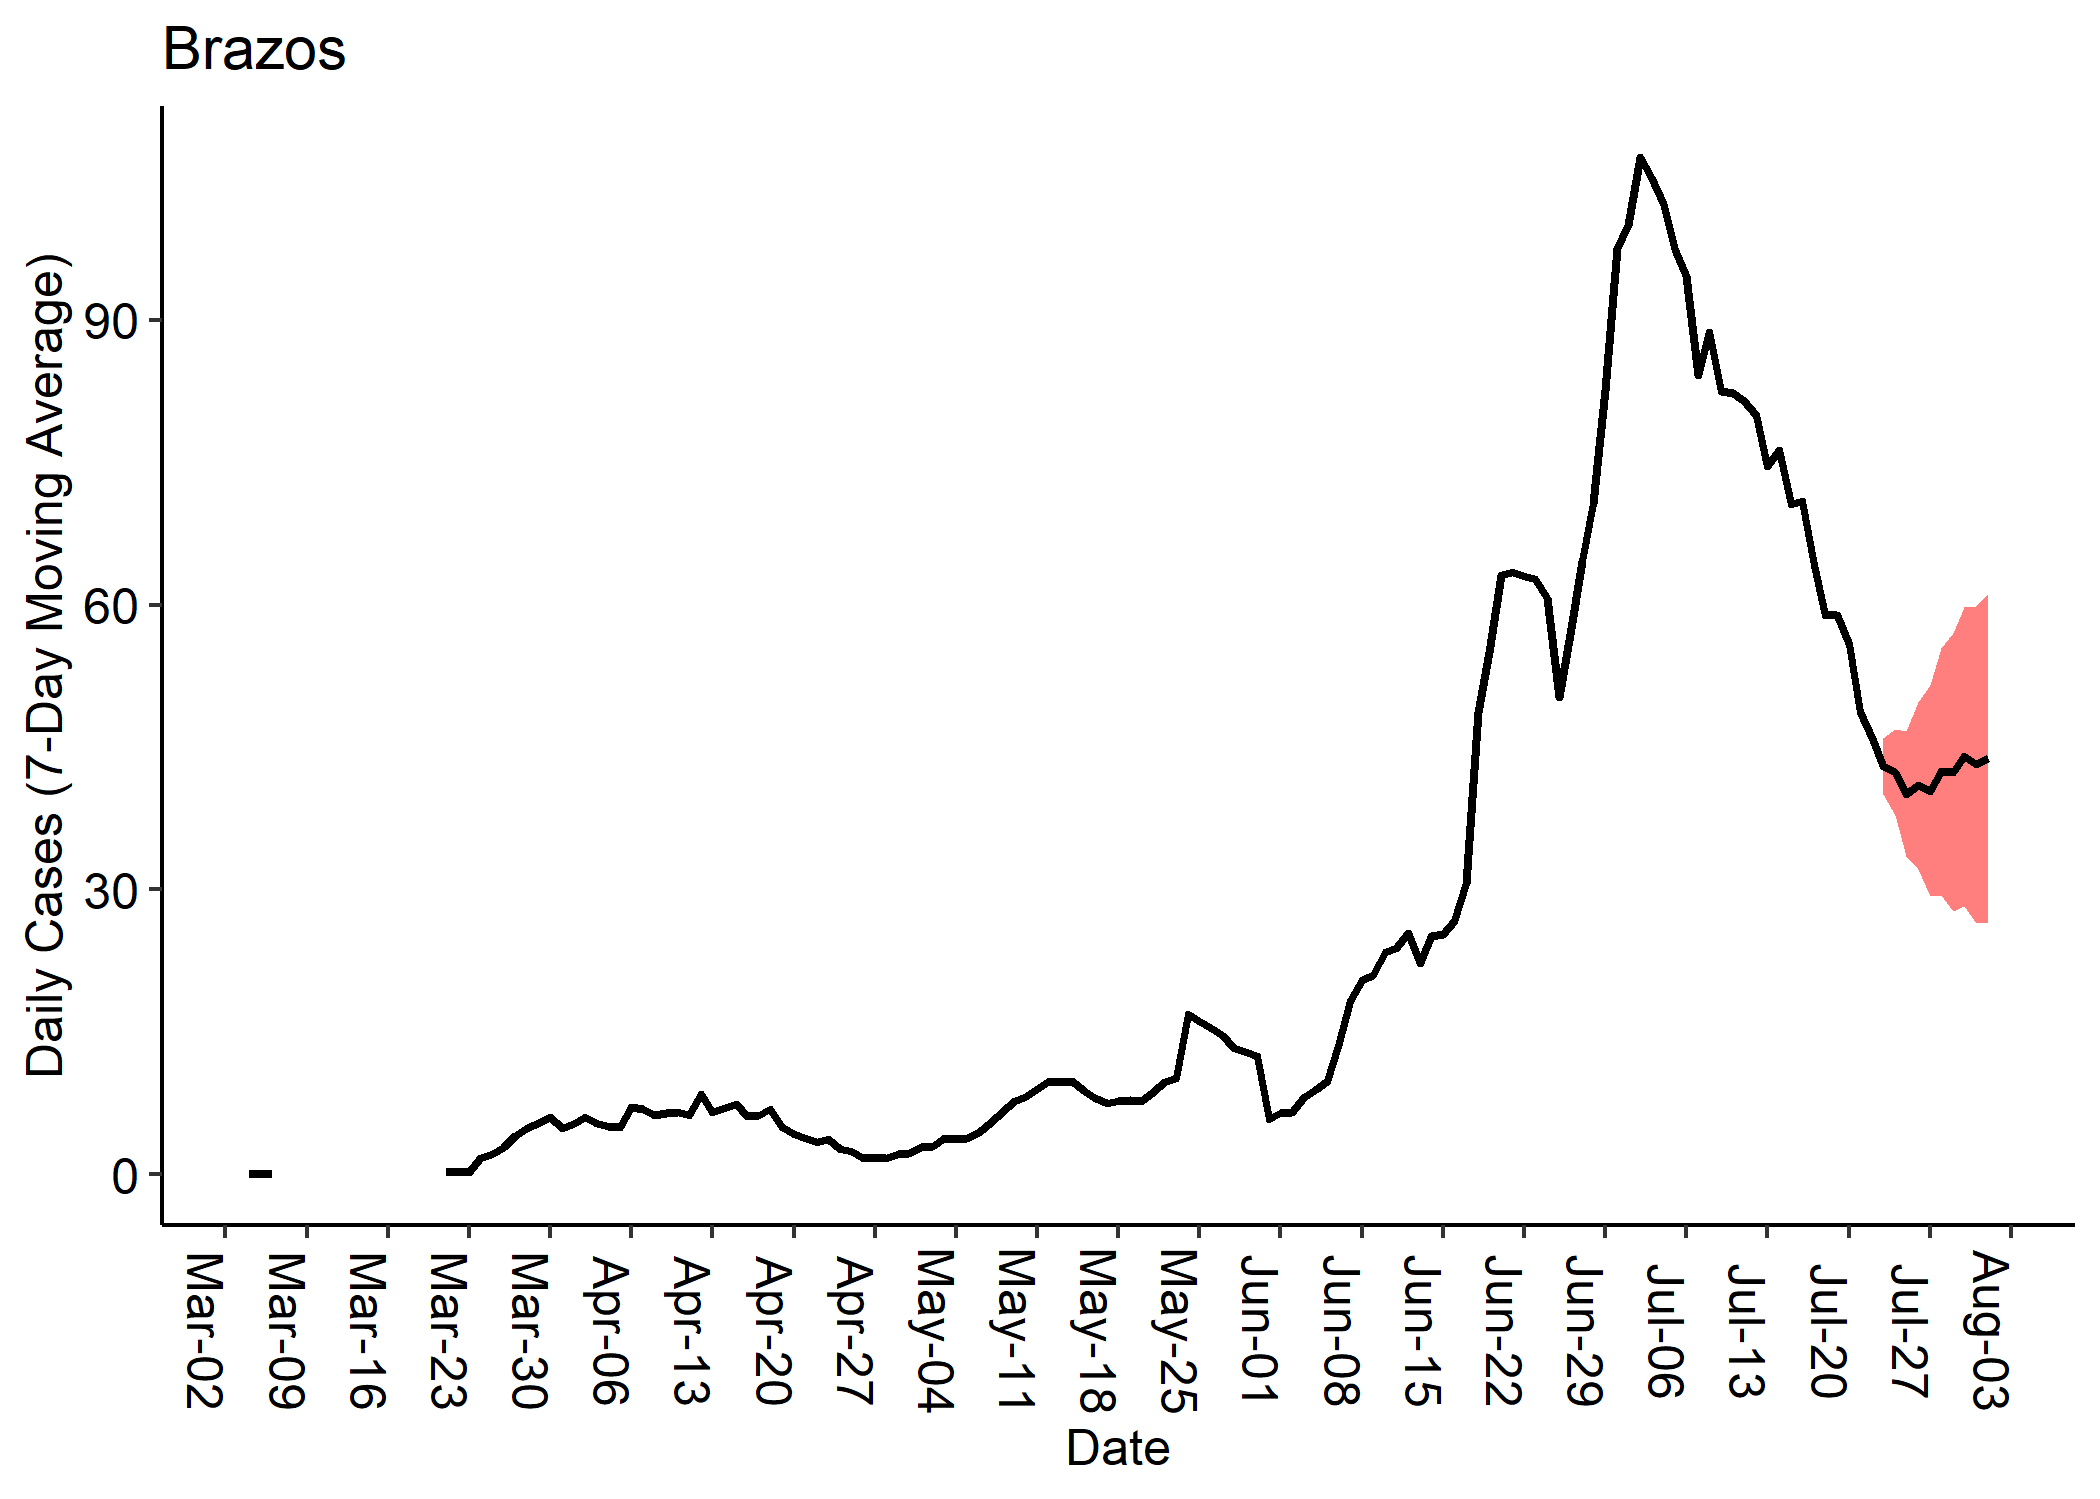 Brazos
Daily Cases (7-Day Moving Average)
90
60
30
0
Mar-02
Mar-09
Mar-16
Mar-23
Mar-30
Apr-06
Apr-13
Apr-20
Apr-27
May-04
May-11
May-18
May-25
Jun-01
Jun-08
Jun-15
Jun-22
Jun-29
Jul-06
Jul-13
Jul-20
Jul-27
Aug-03
Date